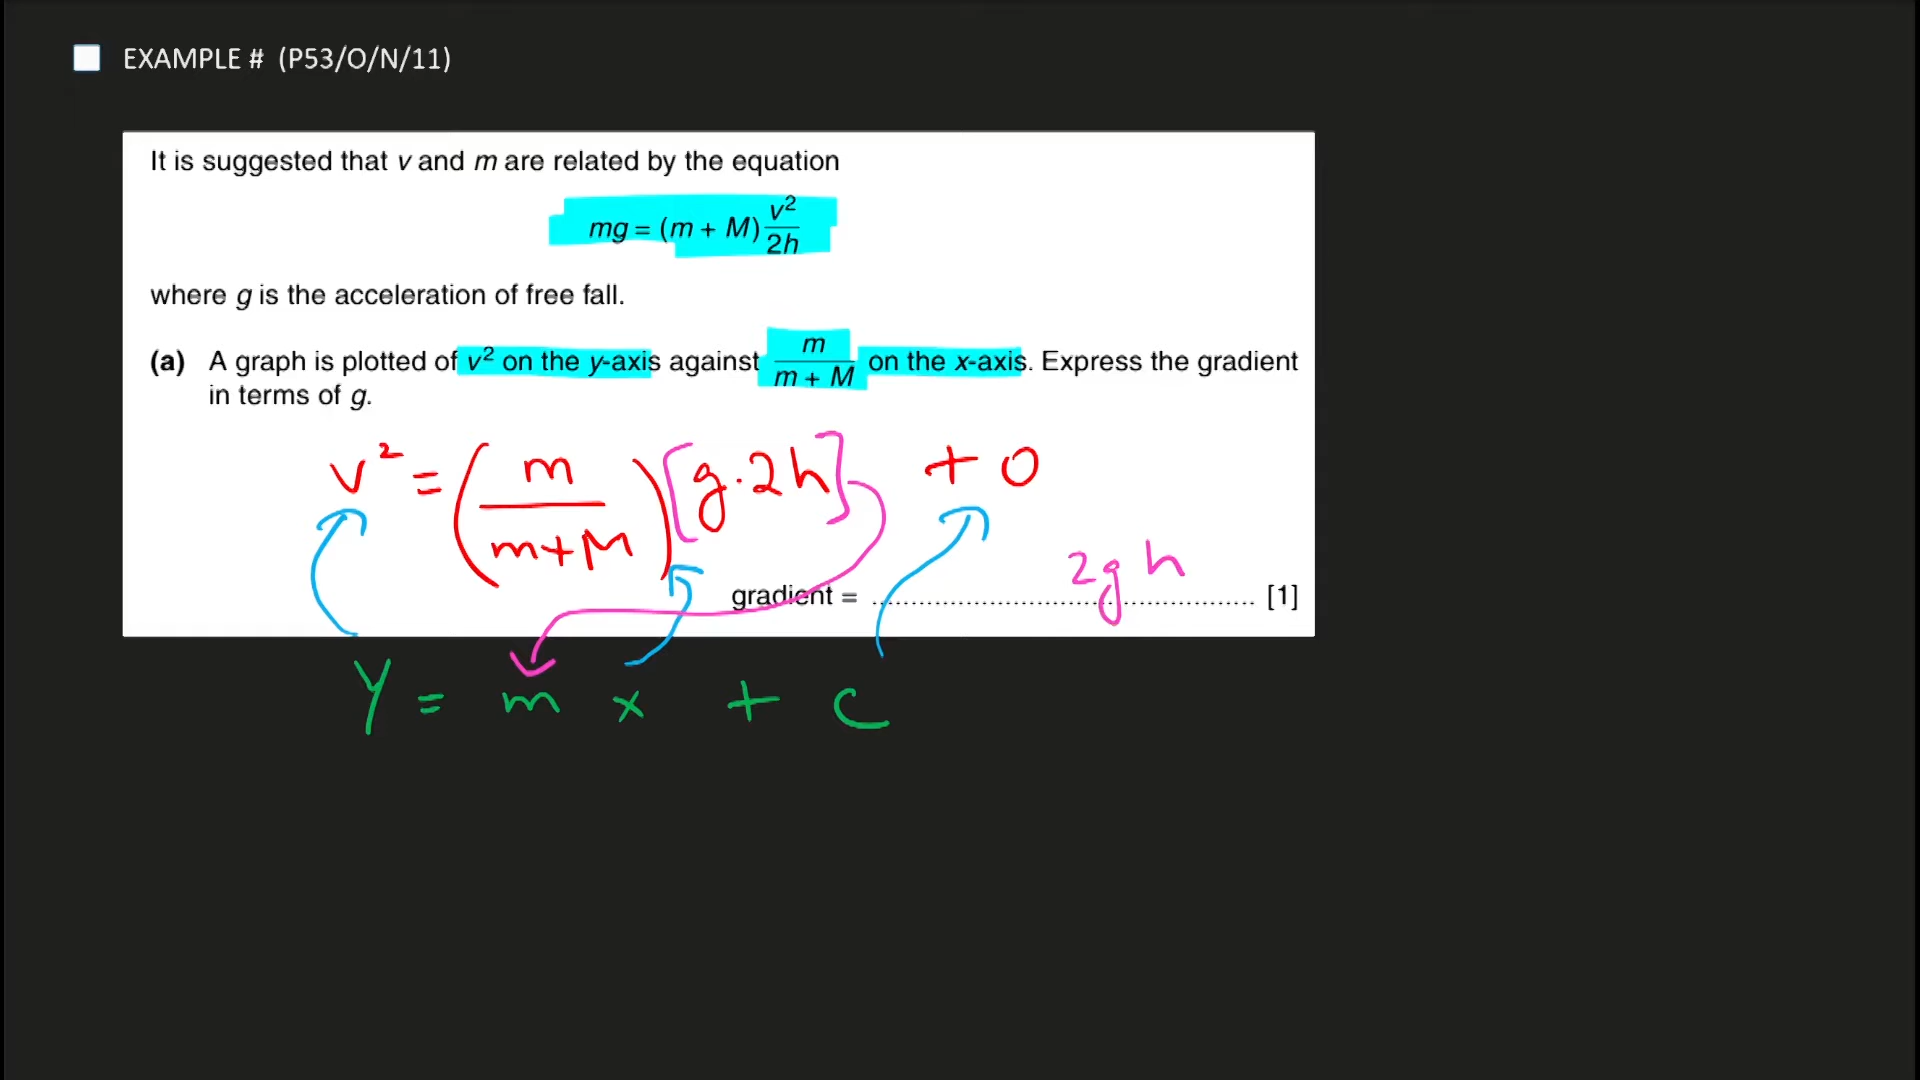 EXAMPLE # (P53/O/N/11)
It is suggested that v and m are related by the equation
mg = (m + M) v²/2h
where g is the acceleration of free fall.
(a) A graph is plotted of v² on the y-axis against m/(m + M) on the x-axis. Express the gradient
in terms of g.
v² = (m/(m+M)) [g.2h] + 0
2gh
gradient = ............................................... [1]
Y = m x + c